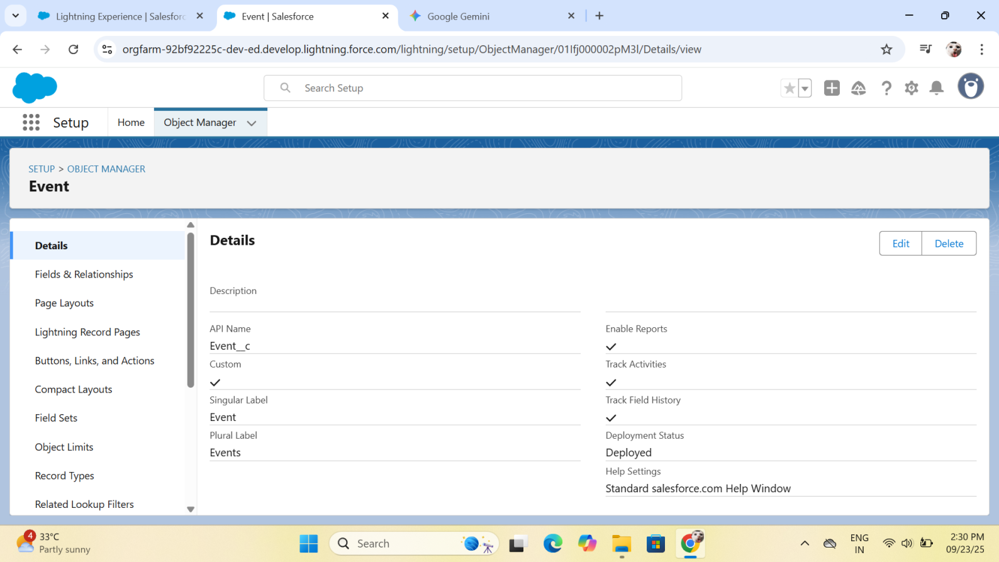 Lightning Experience | Salesforc
Event | Salesforce
Google Gemini
orgfarm-92bf92225c-dev-ed.develop.lightning.force.com/lightning/setup/ObjectManager/01lfj000002pM3l/Details/view
Search Setup
Setup
Home
Object Manager
SETUP > OBJECT MANAGER
Event
Details
Fields & Relationships
Page Layouts
Lightning Record Pages
Buttons, Links, and Actions
Compact Layouts
Field Sets
Object Limits
Record Types
Related Lookup Filters
Details
Edit
Delete
Description
API Name
Event__c
Custom
Singular Label
Event
Plural Label
Events
Enable Reports
Track Activities
Track Field History
Deployment Status
Deployed
Help Settings
Standard salesforce.com Help Window
4
33°C
Partly sunny
Search
ENG
IN
2:30 PM
09/23/25